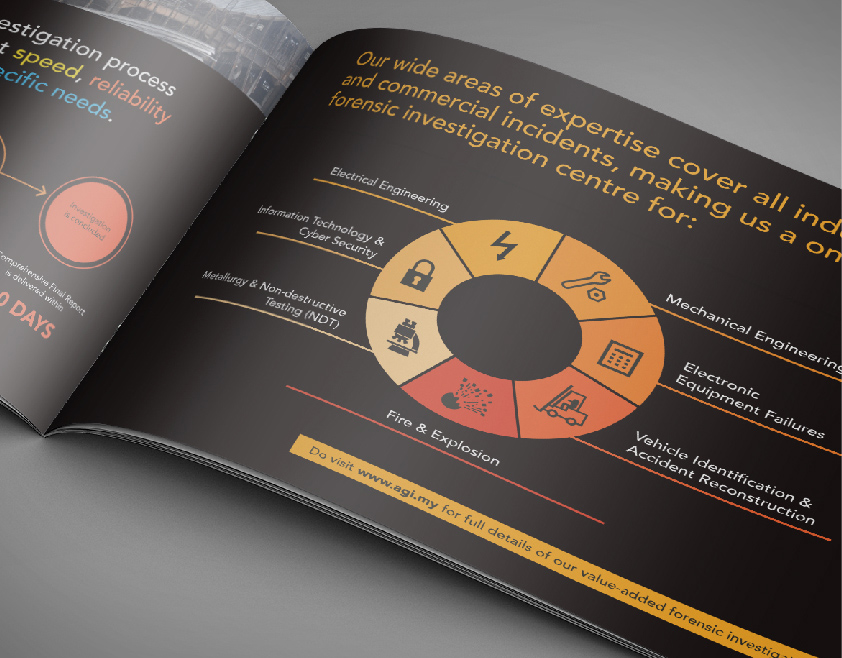 estigation process
t speed, reliability
ecific needs.
Investigation
is concluded
Comprehensive Final Report
is delivered within
0 DAYS
Our wide areas of expertise cover all indu
and commercial incidents, making us a on
forensic investigation centre for:
Electrical Engineering
Information Technology &
Cyber Security
Metallurgy & Non-destructive
Testing (NDT)
Mechanical Engineering
Electronic
Equipment Failures
Vehicle Identification &
Accident Reconstruction
Fire & Explosion
Do visit www.agi.my for full details of our value-added forensic investiga